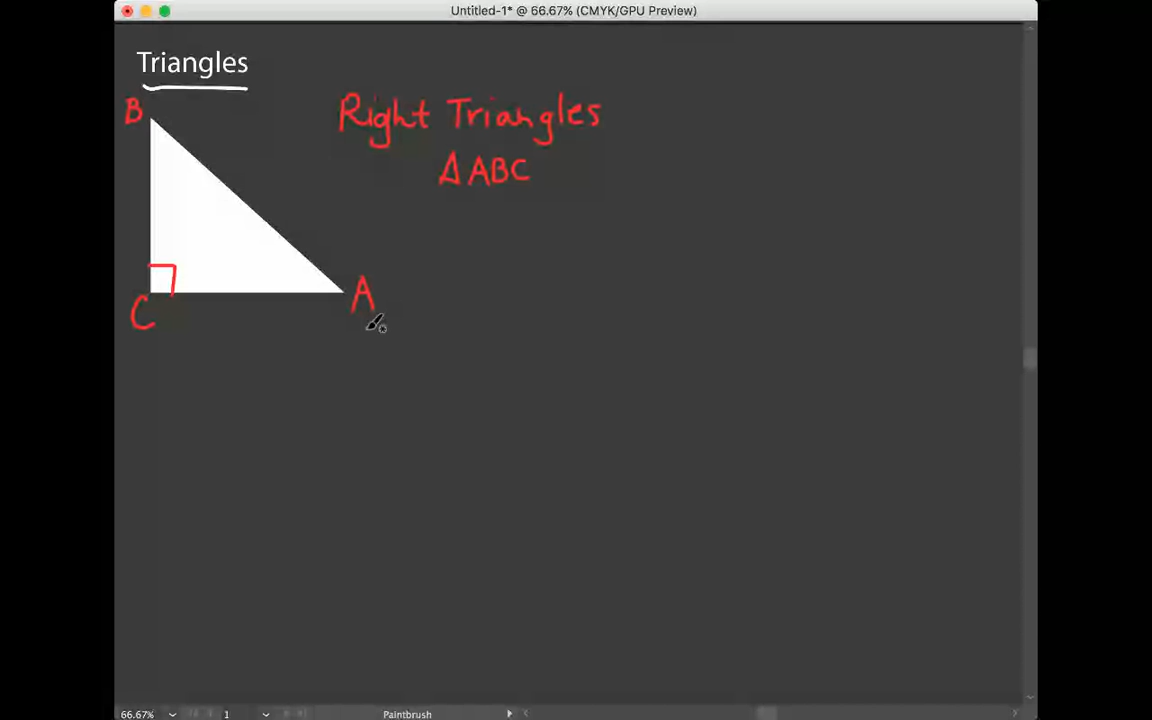 Untitled-1* @ 66.67% (CMYK/GPU Preview)
Triangles
B
Right Triangles
ΔABC
A
C
66.67%
1
Paintbrush